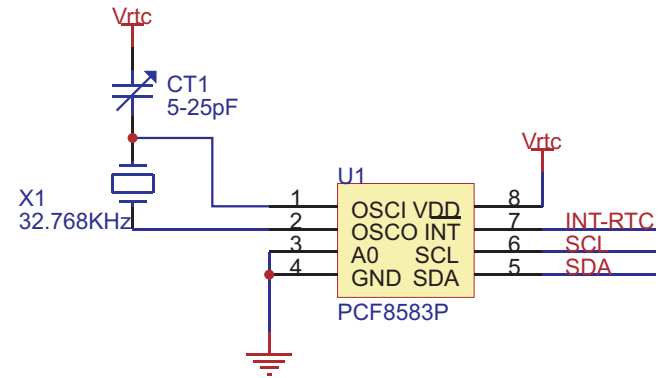 Vrtc
CT1
5-25pF
Vrtc
U1
X1
32.768KHz
1 OSCI VDD 8
2 OSCO INT 7 INT-RTC
3 A0 SCL 6 SCL
4 GND SDA 5 SDA
PCF8583P